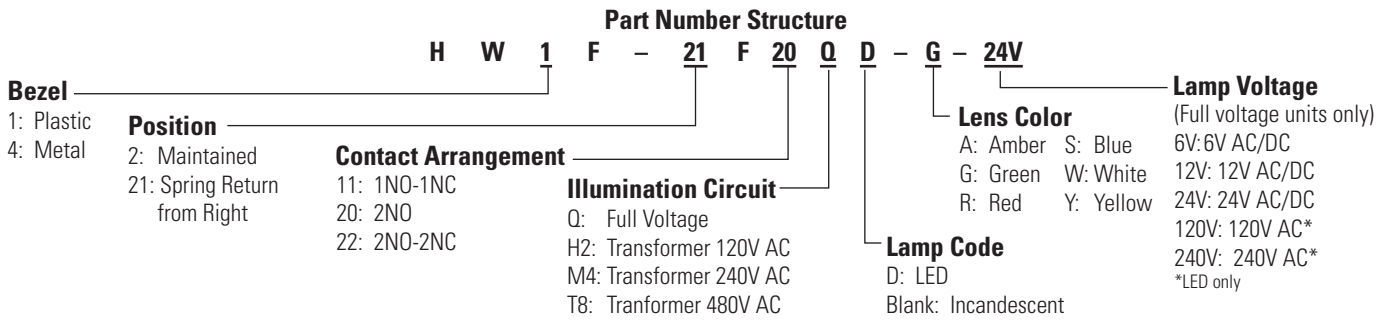 Part Number Structure
H W 1 F – 21 F 20 Q D – G – 24V
Bezel
1: Plastic
4: Metal
Position
2: Maintained
21: Spring Return
from Right
Contact Arrangement
11: 1NO-1NC
20: 2NO
22: 2NO-2NC
Illumination Circuit
Q: Full Voltage
H2: Transformer 120V AC
M4: Transformer 240V AC
T8: Tranformer 480V AC
Lamp Code
D: LED
Blank: Incandescent
Lens Color
A: Amber S: Blue
G: Green W: White
R: Red Y: Yellow
Lamp Voltage
(Full voltage units only)
6V: 6V AC/DC
12V: 12V AC/DC
24V: 24V AC/DC
120V: 120V AC*
240V: 240V AC*
*LED only